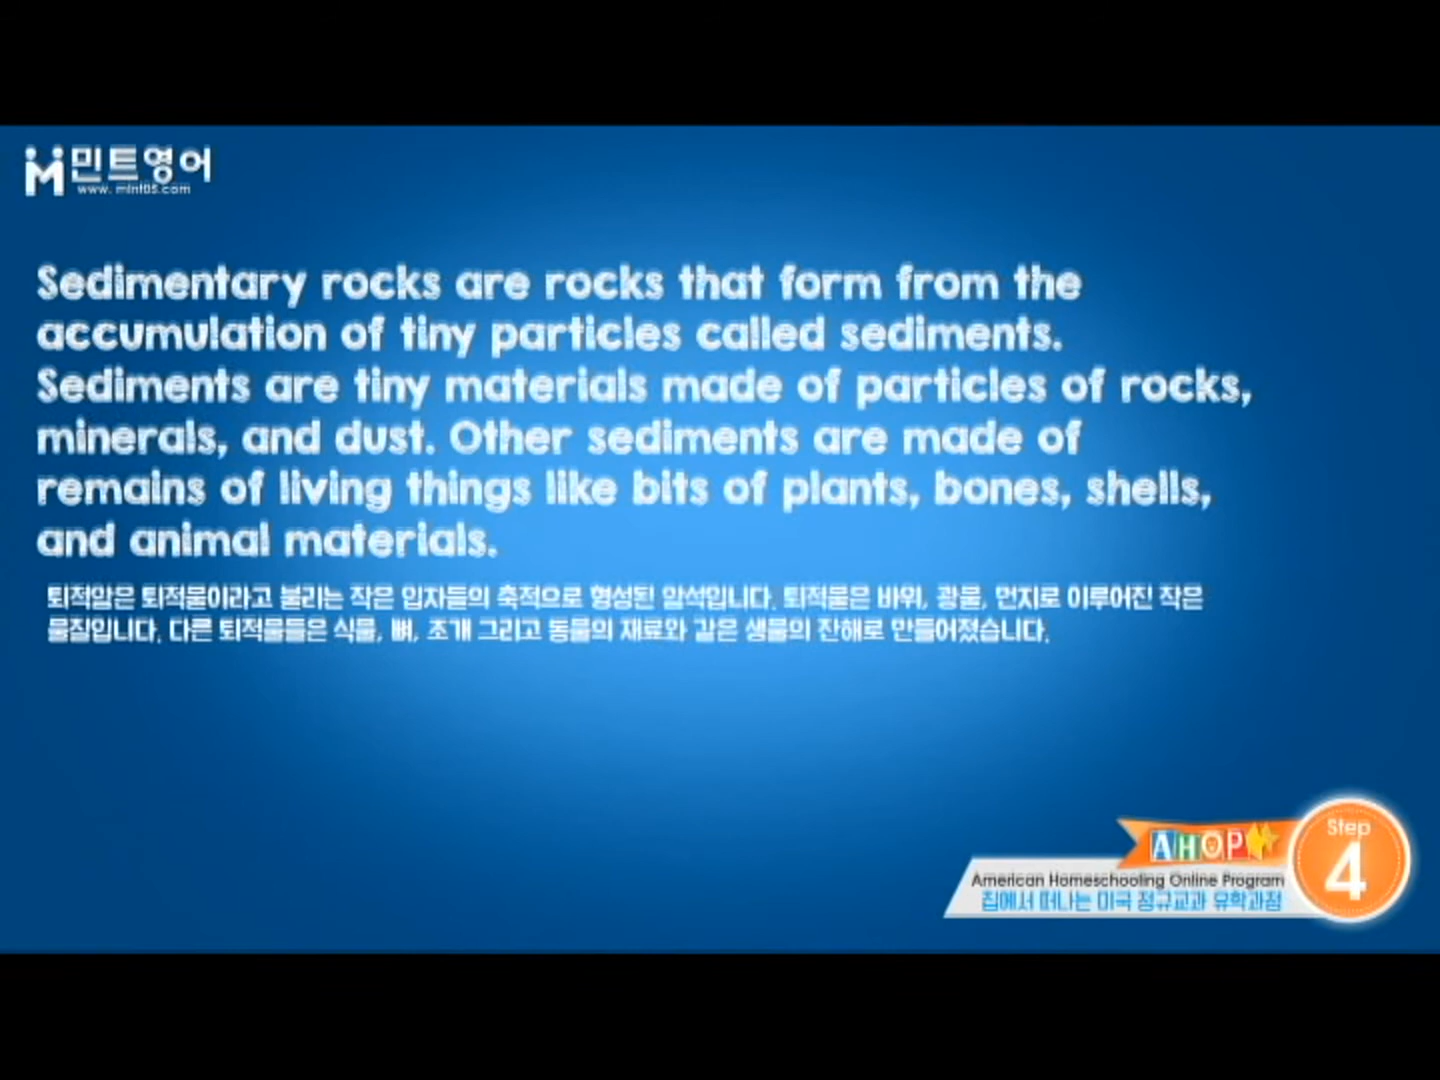 민트영어
www.mint05.com
Sedimentary rocks are rocks that form from the
accumulation of tiny particles called sediments.
Sediments are tiny materials made of particles of rocks,
minerals, and dust. Other sediments are made of
remains of living things like bits of plants, bones, shells,
and animal materials.
퇴적암은 퇴적물이라고 불리는 작은 입자들의 축적으로 형성된 암석입니다. 퇴적물은 바위, 광물, 먼지로 이루어진 작은
물질입니다. 다른 퇴적물들은 식물, 뼈, 조개 그리고 동물의 재료와 같은 생물의 잔해로 만들어졌습니다.
AHOP
Step
4
American Homeschooling Online Program
집에서 떠나는 미국 정규교과 유학과정